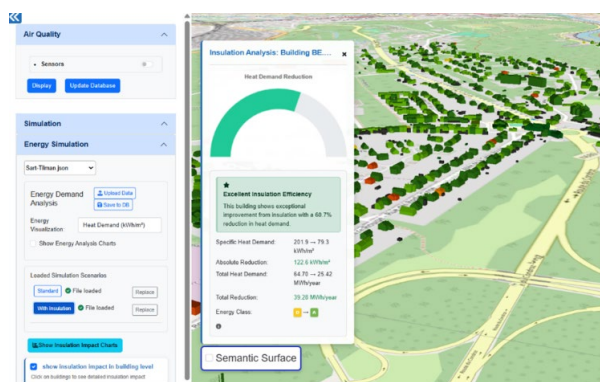 Air Quality
Sensors
Display
Update Database
Simulation
Energy Simulation
Sart-Tilman.json
Energy Demand
Analysis
Upload Data
Save to DB
Energy
Visualization:
Heat Demand (kWh/m²)
Show Energy Analysis Charts
Loaded Simulation Scenarios
Standard
File loaded
Replace
With Insulation
File loaded
Replace
Show Insulation Impact Charts
show insulation impact in building level
Click on buildings to see detailed insulation impact
Insulation Analysis: Building BE....
Heat Demand Reduction
Excellent Insulation Efficiency
This building shows exceptional
improvement from insulation with a 60.7%
reduction in heat demand.
Specific Heat Demand: 201.9 → 79.3
kWh/m²
Absolute Reduction: 122.6 kWh/m²
Total Heat Demand: 64.70 → 25.42
MWh/year
Total Reduction: 39.28 MWh/year
Energy Class:
Semantic Surface